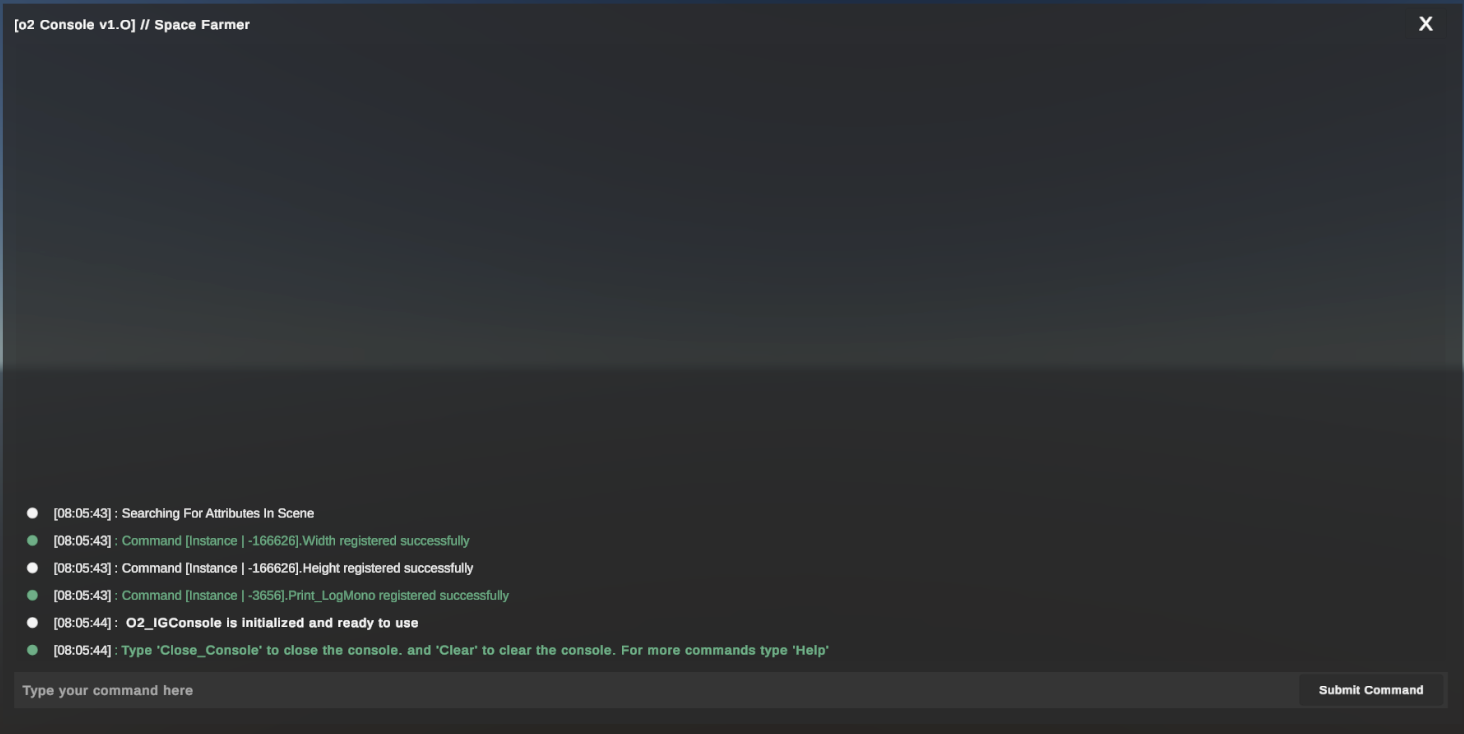 [o2 Console v1.O] // Space Farmer
X
[08:05:43] : Searching For Attributes In Scene
[08:05:43] : Command [Instance | -166626].Width registered successfully
[08:05:43] : Command [Instance | -166626].Height registered successfully
[08:05:43] : Command [Instance | -3656].Print_LogMono registered successfully
[08:05:44] : O2_IGConsole is initialized and ready to use
[08:05:44] : Type 'Close_Console' to close the console. and 'Clear' to clear the console. For more commands type 'Help'
Type your command here
Submit Command